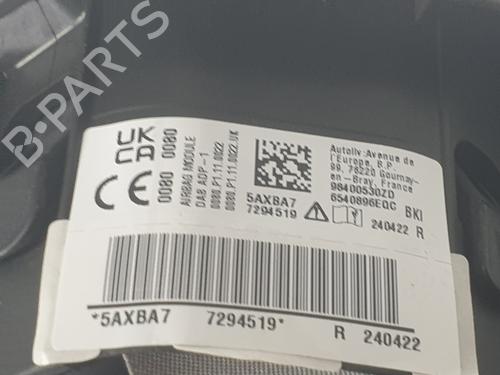 B-PARTS
UK
CA
0080
0080
0080
AIRBAG MODULE
DAB ADP-1
0080.P1.11.0022
0080.P1.11.0022.UK
CE
5AXBA7
7294519
Autoliv:Avenue de
l'Europe, B.P.
99, 76220 Gournay-
en-Bray, France
98400530ZD
6540896EQC BKI
240422 R
*5AXBA7 7294519* R 240422